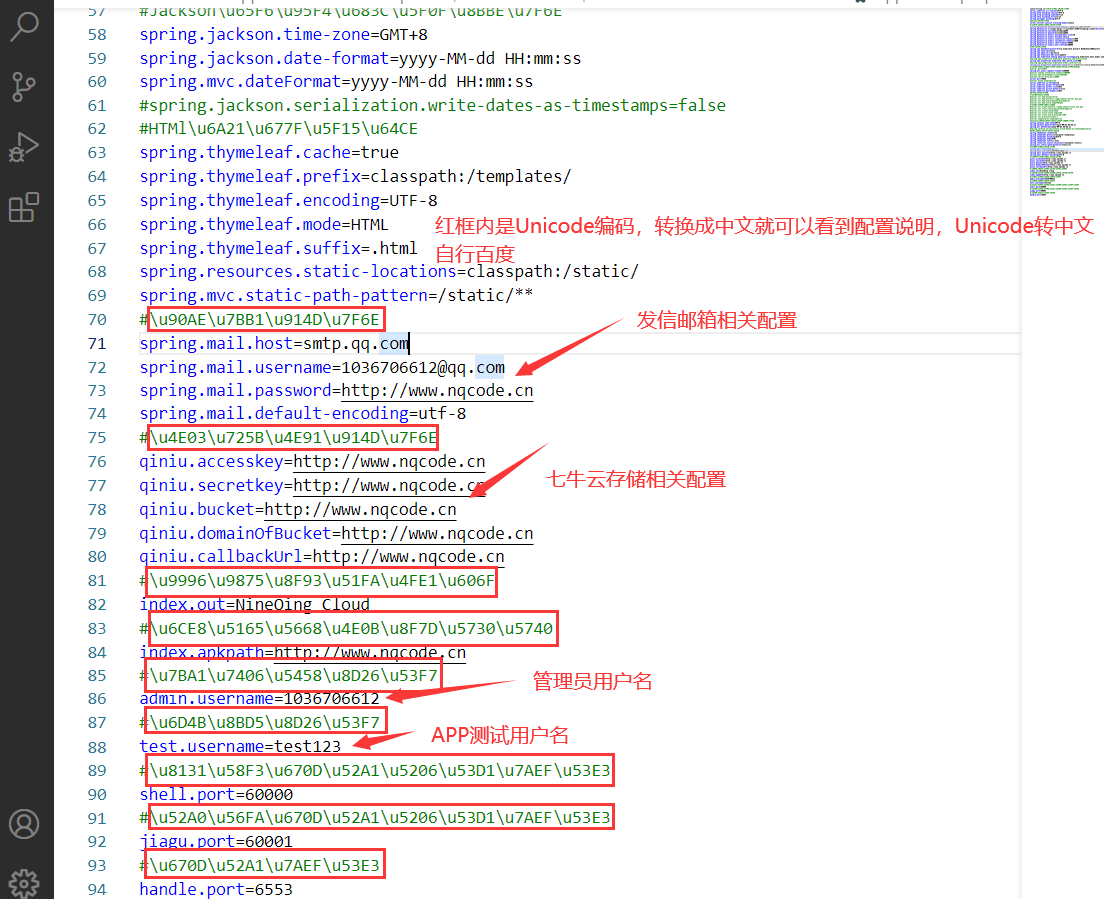 57 #Jackson\u65F6\u95F4\u683C\u5F0F\u8BBE\u7F6E
58 spring.jackson.time-zone=GMT+8
59 spring.jackson.date-format=yyyy-MM-dd HH:mm:ss
60 spring.mvc.dateFormat=yyyy-MM-dd HH:mm:ss
61 #spring.jackson.serialization.write-dates-as-timestamps=false
62 #HTMl\u6A21\u677F\u5F15\u64CE
63 spring.thymeleaf.cache=true
64 spring.thymeleaf.prefix=classpath:/templates/
65 spring.thymeleaf.encoding=UTF-8
66 spring.thymeleaf.mode=HTML
红框内是Unicode编码，转换成中文就可以看到配置说明，Unicode转中文
自行百度
67 spring.thymeleaf.suffix=.html
68 spring.resources.static-locations=classpath:/static/
69 spring.mvc.static-path-pattern=/static/**
70 #\u90AE\u7BB1\u914D\u7F6E
发信邮箱相关配置
71 spring.mail.host=smtp.qq.com
72 spring.mail.username=1036706612@qq.com
73 spring.mail.password=http://www.nqcode.cn
74 spring.mail.default-encoding=utf-8
75 #\u4E03\u725B\u4E91\u914D\u7F6E
76 qiniu.accesskey=http://www.nqcode.cn
77 qiniu.secretkey=http://www.nqcode.cn
七牛云存储相关配置
78 qiniu.bucket=http://www.nqcode.cn
79 qiniu.domainOfBucket=http://www.nqcode.cn
80 qiniu.callbackUrl=http://www.nqcode.cn
81 #\u9996\u9875\u8F93\u51FA\u4FE1\u606F
82 index.out=NineQing Cloud
83 #\u6CE8\u5165\u5668\u4E0B\u8F7D\u5730\u5740
84 index.apkpath=http://www.nqcode.cn
85 #\u7BA1\u7406\u5458\u8D26\u53F7
管理员用户名
86 admin.username=1036706612
87 #\u6D4B\u8BD5\u8D26\u53F7
APP测试用户名
88 test.username=test123
89 #\u8131\u58F3\u670D\u52A1\u5206\u53D1\u7AEF\u53E3
90 shell.port=60000
91 #\u52A0\u56FA\u670D\u52A1\u5206\u53D1\u7AEF\u53E3
92 jiagu.port=60001
93 #\u670D\u52A1\u7AEF\u53E3
94 handle.port=6553